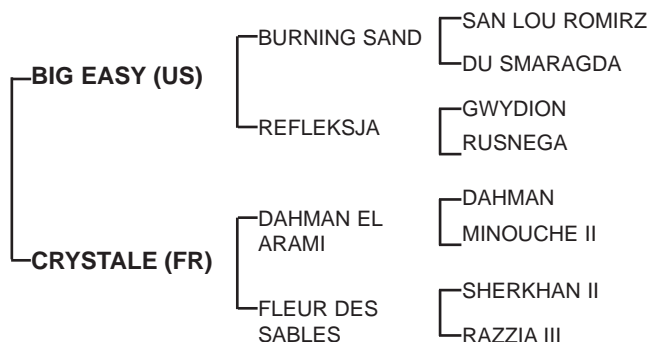 BIG EASY (US)
BURNING SAND
SAN LOU ROMIRZ
DU SMARAGDA
REFLEKSJA
GWYDION
RUSNEGA
CRYSTALE (FR)
DAHMAN EL
ARAMI
DAHMAN
MINOUCHE II
FLEUR DES
SABLES
SHERKHAN II
RAZZIA III